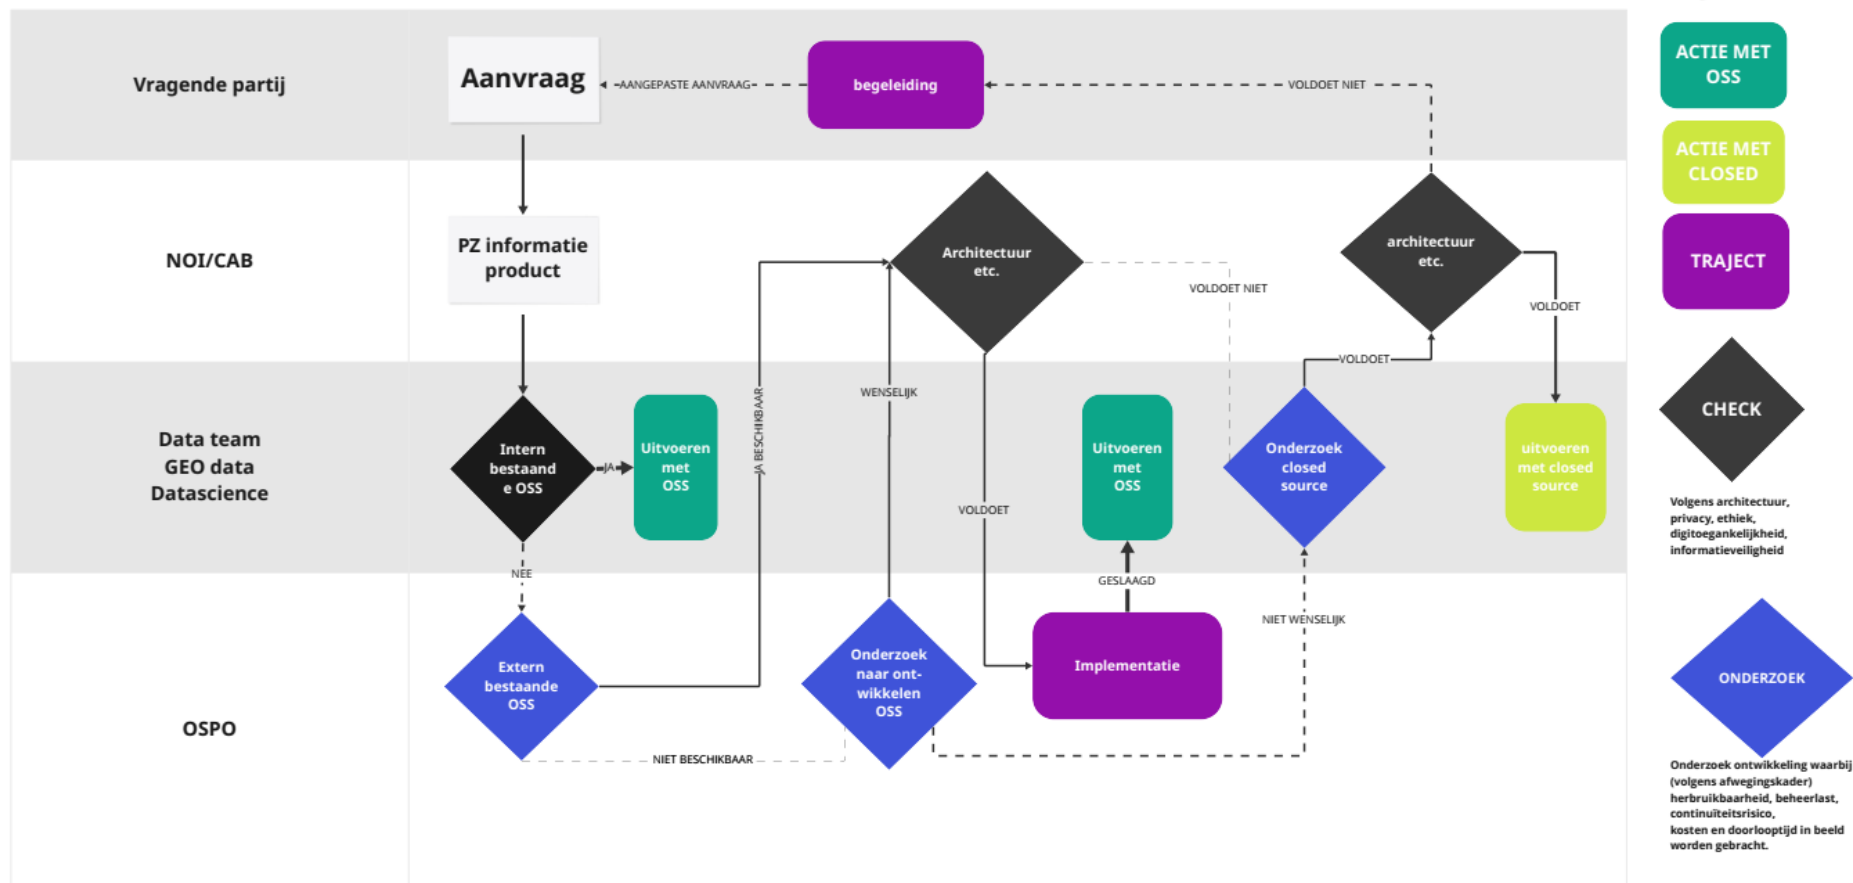 Vragende partij
Aanvraag
AANGEPASTE AANVRAAG
begeleiding
VOLDOET NIET
NOI/CAB
PZ informatie
product
Architectuur
etc.
VOLDOET NIET
architectuur
etc.
VOLDOET
VOLDOET
Data team
GEO data
Datascience
Intern
bestaand
e OSS
JA
Uitvoeren
met
OSS
JA BESCHIKBAAR
WENSELIJK
VOLDOET
Uitvoeren
met
OSS
Onderzoek
closed
source
uitvoeren
met closed
source
NEE
GESLAAGD
NIET WENSELIJK
OSPO
Extern
bestaande
OSS
NIET BESCHIKBAAR
Onderzoek
naar ont-
wikkelen
OSS
Implementatie
ACTIE MET
OSS
ACTIE MET
CLOSED
TRAJECT
CHECK
Volgens architectuur,
privacy, ethiek,
digitoegankelijkheid,
informatieveiligheid
ONDERZOEK
Onderzoek ontwikkeling waarbij
(volgens afwegingskader)
herbruikbaarheid, beheerlast,
continuïteitsrisico,
kosten en doorlooptijd in beeld
worden gebracht.